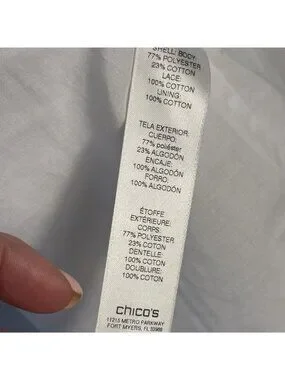 SHELL: BODY:
77% POLYESTER
23% COTTON
LACE:
100% COTTON
LINING:
100% COTTON
TELA EXTERIOR:
CUERPO:
77% poliéster
23% ALGODÓN
ENCAJE:
100% ALGODÓN
FORRO:
100% ALGODÓN
ÉTOFFE
EXTÉRIEURE:
CORPS:
77% POLYESTER
23% COTON
DENTELLE:
100% COTON
DOUBLURE:
100% COTON
chico's
11215 METRO PARKWAY
FORT MYERS, FL 33966